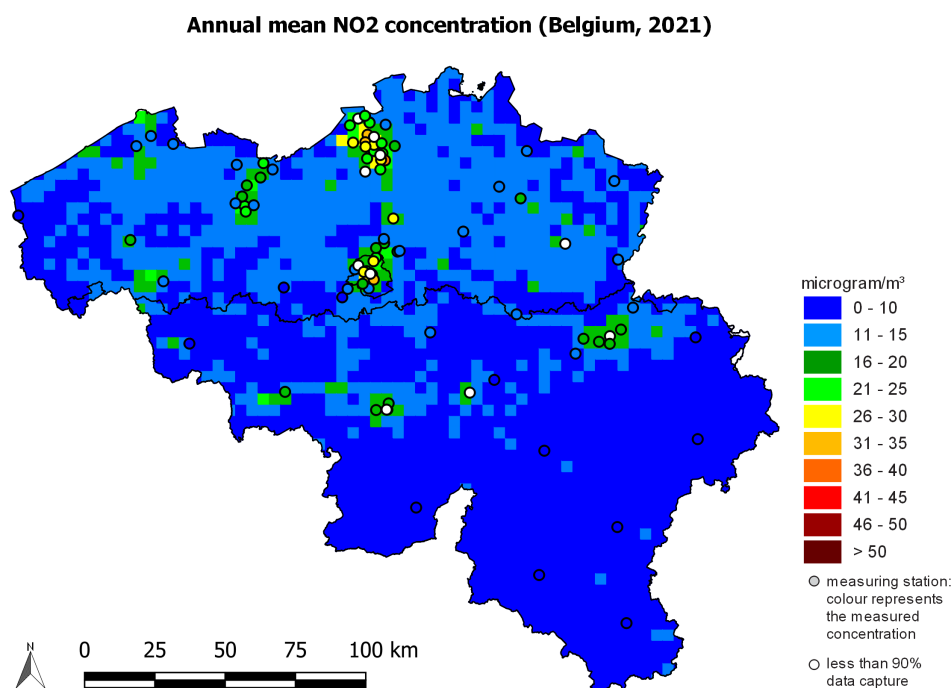 Annual mean NO2 concentration (Belgium, 2021)
microgram/m³
0 - 10
11 - 15
16 - 20
21 - 25
26 - 30
31 - 35
36 - 40
41 - 45
46 - 50
> 50
measuring station:
colour represents
the measured
concentration
less than 90%
data capture
N
0 25 50 75 100 km